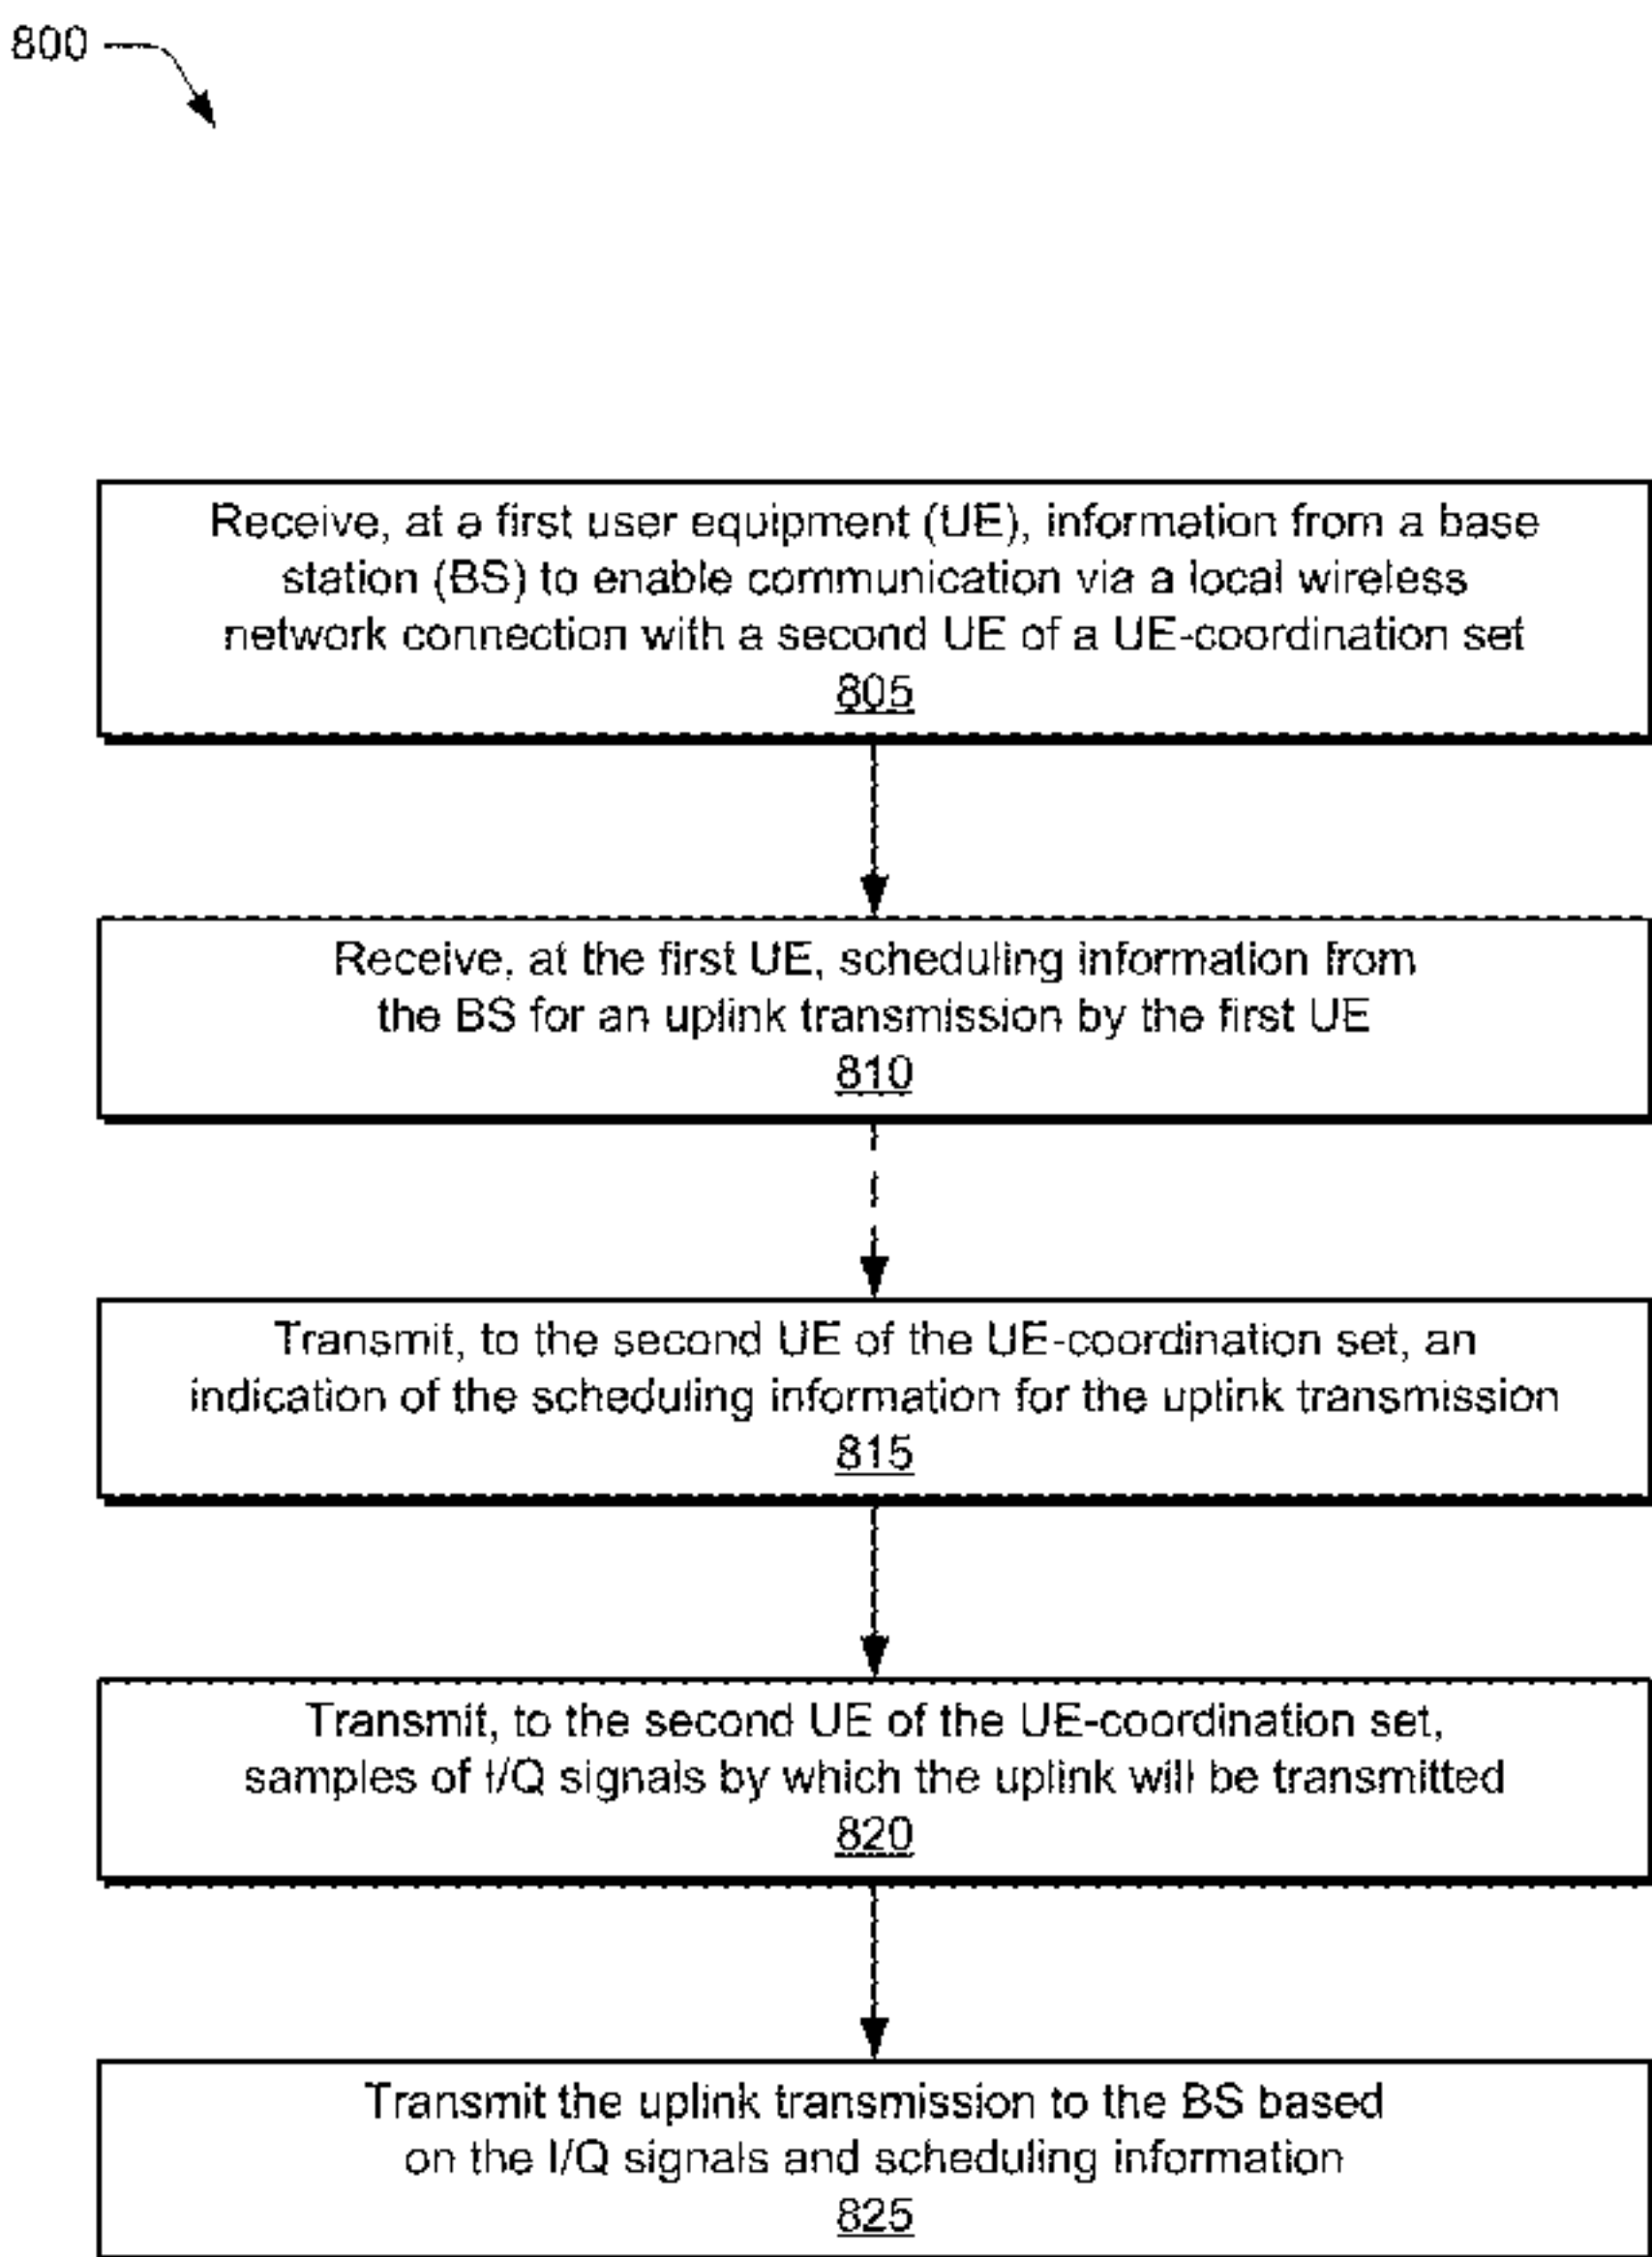 800
Receive, at a first user equipment (UE), information from a base
station (BS) to enable communication via a local wireless
network connection with a second UE of a UE-coordination set
805
Receive, at the first UE, scheduling information from
the BS for an uplink transmission by the first UE
810
Transmit, to the second UE of the UE-coordination set, an
indication of the scheduling information for the uplink transmission
815
Transmit, to the second UE of the UE-coordination set,
samples of I/Q signals by which the uplink will be transmitted
820
Transmit the uplink transmission to the BS based
on the I/Q signals and scheduling information
825